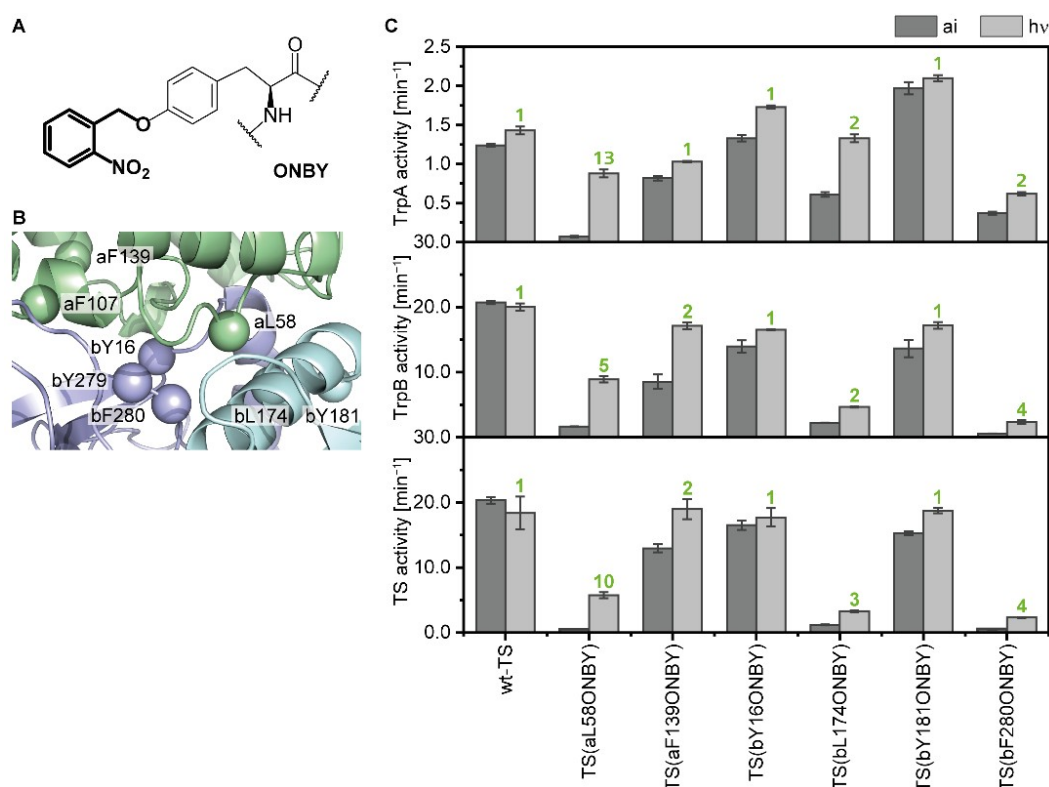 A
O
O
NH
NO₂
ONBY
B
aF139
aF107
aL58
bY16
bY279
bF280
bL174
bY181
C
ai
hν
TrpA activity [min⁻¹]
2.5
2.0
1.5
1.0
0.5
1
13
1
1
2
1
2
TrpB activity [min⁻¹]
30.0
20.0
10.0
1
5
2
1
2
1
4
TS activity [min⁻¹]
30.0
20.0
10.0
0.0
1
10
2
1
3
1
4
wt-TS
TS(aL58ONBY)
TS(aF139ONBY)
TS(bY16ONBY)
TS(bL174ONBY)
TS(bY181ONBY)
TS(bF280ONBY)